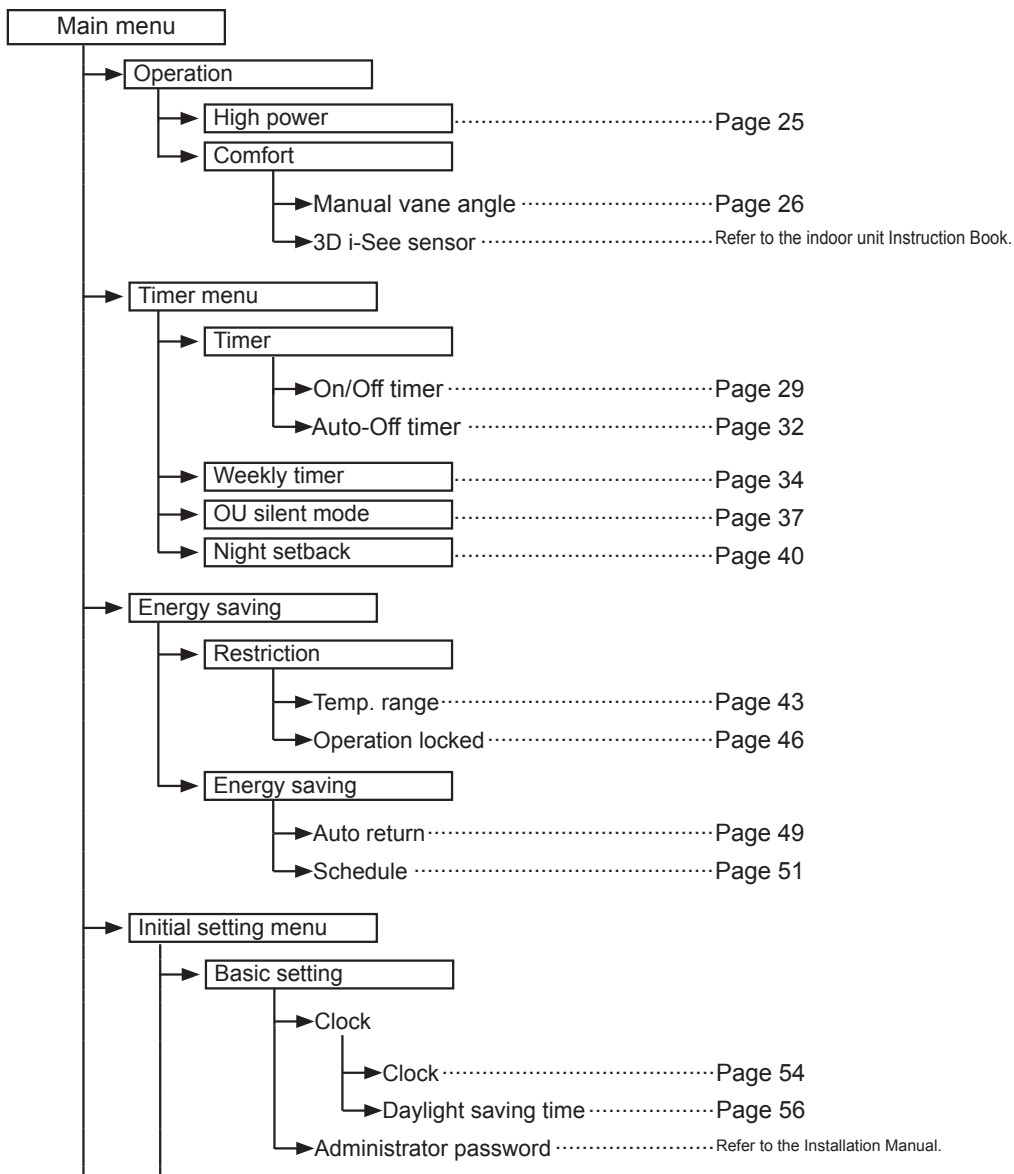 Main menu
Operation
High power ·································· Page 25
Comfort
Manual vane angle ························· Page 26
3D i-See sensor ······························ Refer to the indoor unit Instruction Book.
Timer menu
Timer
On/Off timer ··································· Page 29
Auto-Off timer ································ Page 32
Weekly timer ·································· Page 34
OU silent mode ······························· Page 37
Night setback ································· Page 40
Energy saving
Restriction
Temp. range ··································· Page 43
Operation locked ····························· Page 46
Energy saving
Auto return ····································· Page 49
Schedule ······································· Page 51
Initial setting menu
Basic setting
Clock
Clock ··········································· Page 54
Daylight saving time ························ Page 56
Administrator password ···················· Refer to the Installation Manual.